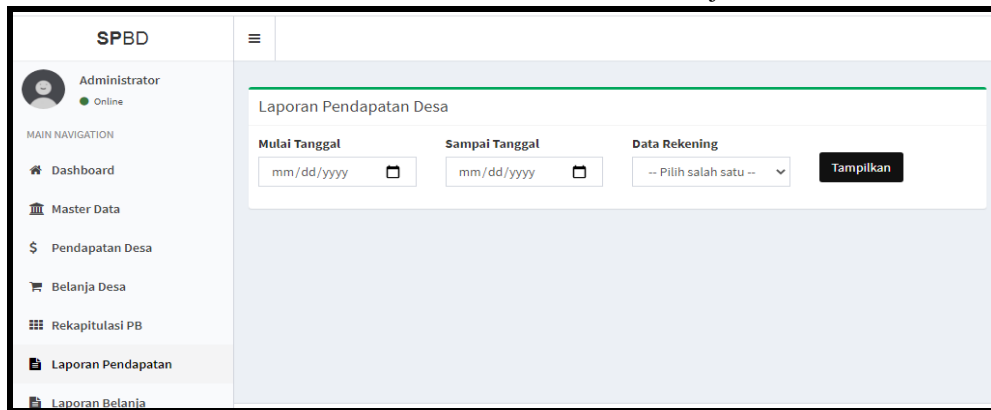 SPBD
Administrator
Online
MAIN NAVIGATION
Dashboard
Master Data
Pendapatan Desa
Belanja Desa
Rekapitulasi PB
Laporan Pendapatan
Laporan Belanja
Laporan Pendapatan Desa
Mulai Tanggal Sampai Tanggal Data Rekening
mm/dd/yyyy mm/dd/yyyy -- Pilih salah satu -- Tampilkan